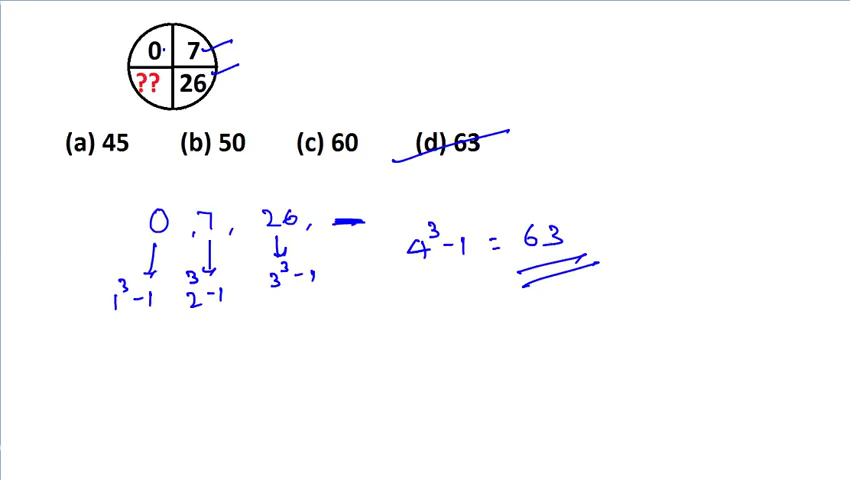 0 7
?? 26
(a) 45 (b) 50 (c) 60 (d) 63
0, 7, 26, —
4³-1 = 63
1³-1 2³-1 3³-1